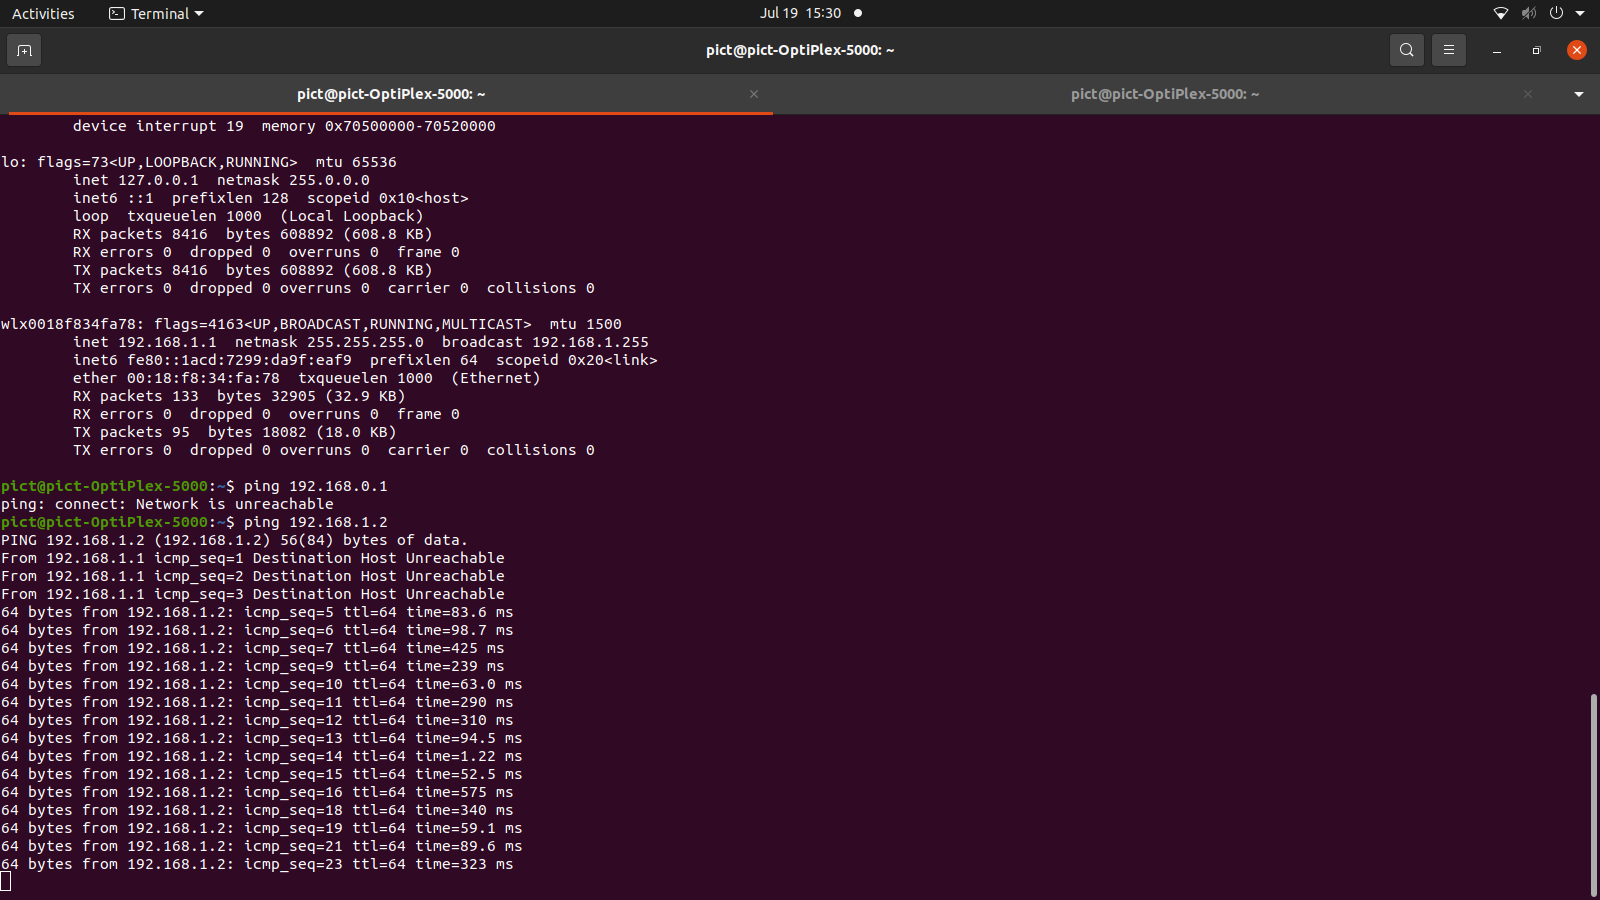 Activities Terminal Jul 19 15:30
pict@pict-OptiPlex-5000: ~
pict@pict-OptiPlex-5000: ~ pict@pict-OptiPlex-5000: ~
device interrupt 19  memory 0x70500000-70520000
lo: flags=73<UP,LOOPBACK,RUNNING>  mtu 65536
inet 127.0.0.1  netmask 255.0.0.0
inet6 ::1  prefixlen 128  scopeid 0x10<host>
loop  txqueuelen 1000  (Local Loopback)
RX packets 8416  bytes 608892 (608.8 KB)
RX errors 0  dropped 0  overruns 0  frame 0
TX packets 8416  bytes 608892 (608.8 KB)
TX errors 0  dropped 0 overruns 0  carrier 0  collisions 0
wlx0018f834fa78: flags=4163<UP,BROADCAST,RUNNING,MULTICAST>  mtu 1500
inet 192.168.1.1  netmask 255.255.255.0  broadcast 192.168.1.255
inet6 fe80::1acd:7299:da9f:eaf9  prefixlen 64  scopeid 0x20<link>
ether 00:18:f8:34:fa:78  txqueuelen 1000  (Ethernet)
RX packets 133  bytes 32905 (32.9 KB)
RX errors 0  dropped 0  overruns 0  frame 0
TX packets 95  bytes 18082 (18.0 KB)
TX errors 0  dropped 0 overruns 0  carrier 0  collisions 0
pict@pict-OptiPlex-5000:~$ ping 192.168.0.1
ping: connect: Network is unreachable
pict@pict-OptiPlex-5000:~$ ping 192.168.1.2
PING 192.168.1.2 (192.168.1.2) 56(84) bytes of data.
From 192.168.1.1 icmp_seq=1 Destination Host Unreachable
From 192.168.1.1 icmp_seq=2 Destination Host Unreachable
From 192.168.1.1 icmp_seq=3 Destination Host Unreachable
64 bytes from 192.168.1.2: icmp_seq=5 ttl=64 time=83.6 ms
64 bytes from 192.168.1.2: icmp_seq=6 ttl=64 time=98.7 ms
64 bytes from 192.168.1.2: icmp_seq=7 ttl=64 time=425 ms
64 bytes from 192.168.1.2: icmp_seq=9 ttl=64 time=239 ms
64 bytes from 192.168.1.2: icmp_seq=10 ttl=64 time=63.0 ms
64 bytes from 192.168.1.2: icmp_seq=11 ttl=64 time=290 ms
64 bytes from 192.168.1.2: icmp_seq=12 ttl=64 time=310 ms
64 bytes from 192.168.1.2: icmp_seq=13 ttl=64 time=94.5 ms
64 bytes from 192.168.1.2: icmp_seq=14 ttl=64 time=1.22 ms
64 bytes from 192.168.1.2: icmp_seq=15 ttl=64 time=52.5 ms
64 bytes from 192.168.1.2: icmp_seq=16 ttl=64 time=575 ms
64 bytes from 192.168.1.2: icmp_seq=18 ttl=64 time=340 ms
64 bytes from 192.168.1.2: icmp_seq=19 ttl=64 time=59.1 ms
64 bytes from 192.168.1.2: icmp_seq=21 ttl=64 time=89.6 ms
64 bytes from 192.168.1.2: icmp_seq=23 ttl=64 time=323 ms